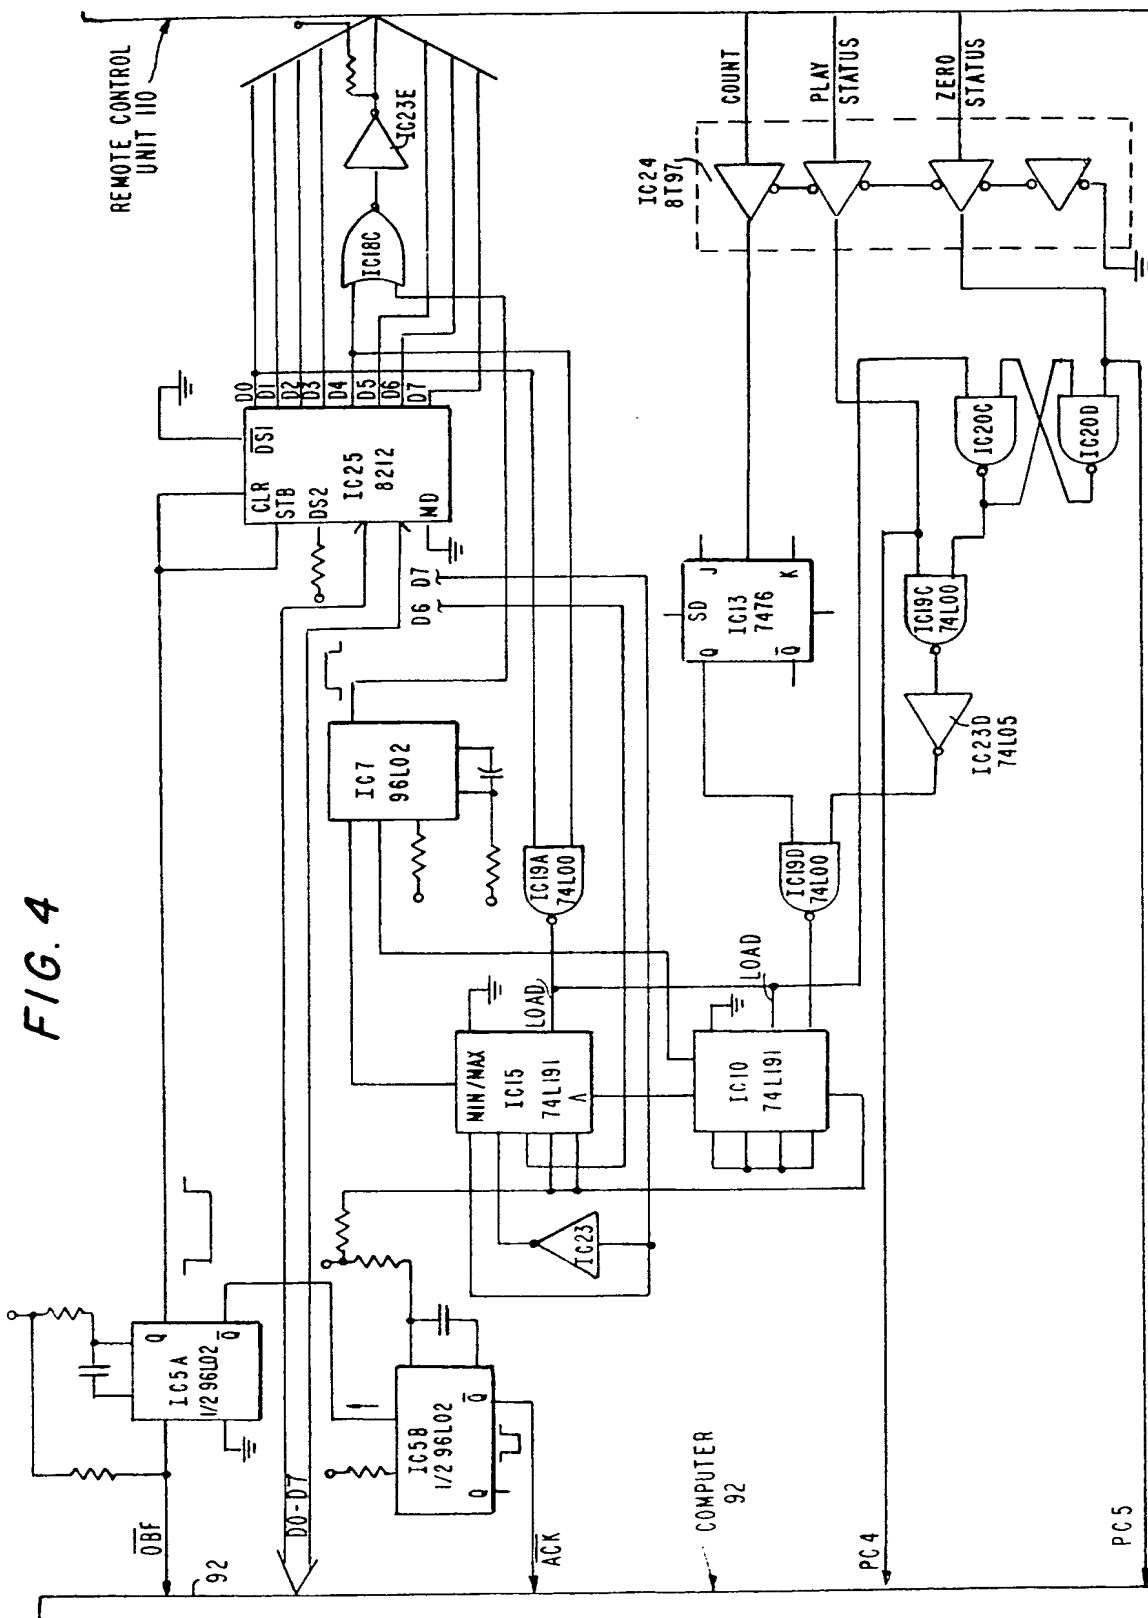 FIG. 4
REMOTE CONTROL
UNIT 110
92
OBF
IC5A
1/2 96L02
Q
Q
D0-D7
CLR
STB
DS2
DS1
IC25
8212
MD
D0
D1
D2
D3
D4
D5
D6
D7
D6
D7
IC18C
IC23E
IC7
96L02
IC5B
1/2 96L02
Q
Q
ACK
IC23
MIN/MAX
IC15
74L191
Λ
LOAD
IC19A
74L00
IC10
74L191
LOAD
IC19D
74L00
SD
J
Q
IC13
7476
Q
K
IC24
8T97
COUNT
PLAY
STATUS
ZERO
STATUS
IC20C
IC20D
IC19C
74L00
IC23D
74L05
COMPUTER
92
PC4
PC5